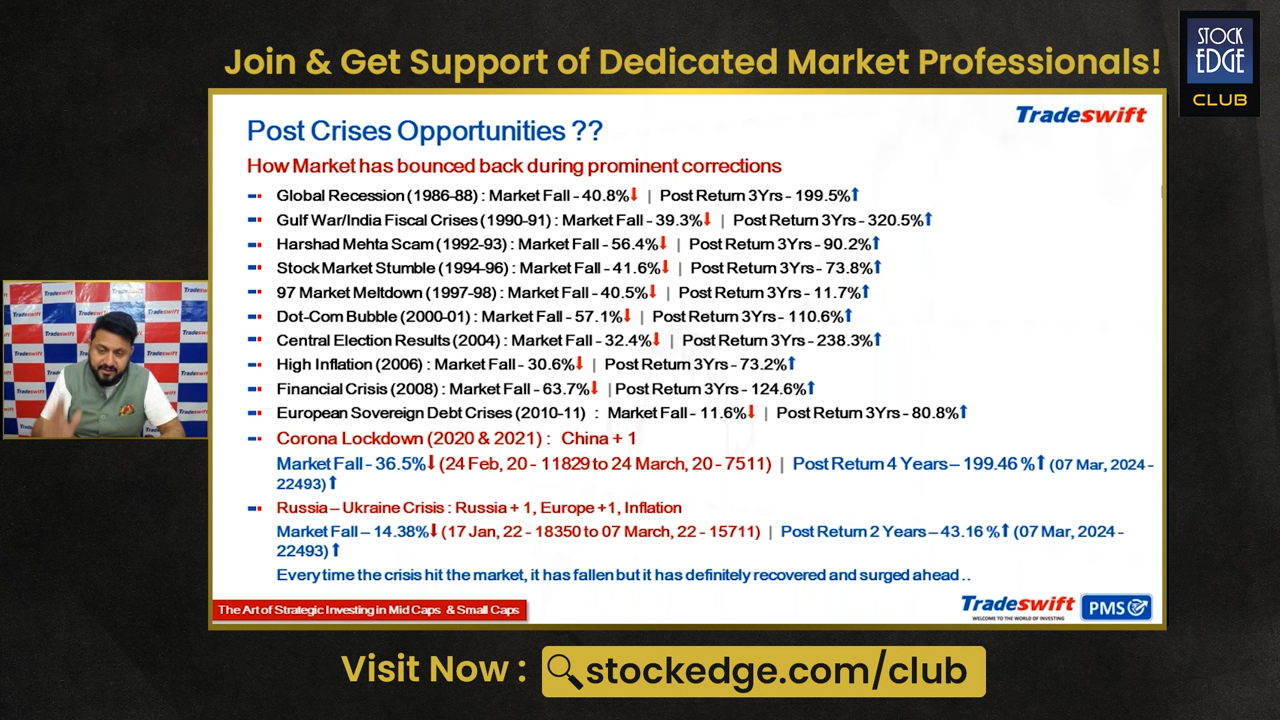 Join & Get Support of Dedicated Market Professionals!
STOCK
EDGE
CLUB
Tradeswift
Post Crises Opportunities ??
How Market has bounced back during prominent corrections
Global Recession (1986-88) : Market Fall - 40.8%⬇ | Post Return 3Yrs - 199.5%⬆
Gulf War/India Fiscal Crises (1990-91) : Market Fall - 39.3%⬇ | Post Return 3Yrs - 320.5%⬆
Harshad Mehta Scam (1992-93) : Market Fall - 56.4%⬇ | Post Return 3Yrs - 90.2%⬆
Stock Market Stumble (1994-96) : Market Fall - 41.6%⬇ | Post Return 3Yrs - 73.8%⬆
97 Market Meltdown (1997-98) : Market Fall - 40.5%⬇ | Post Return 3Yrs - 11.7%⬆
Dot-Com Bubble (2000-01) : Market Fall - 57.1%⬇ | Post Return 3Yrs - 110.6%⬆
Central Election Results (2004) : Market Fall - 32.4%⬇ | Post Return 3Yrs - 238.3%⬆
High Inflation (2006) : Market Fall - 30.6%⬇ | Post Return 3Yrs - 73.2%⬆
Financial Crisis (2008) : Market Fall - 63.7%⬇ | Post Return 3Yrs - 124.6%⬆
European Sovereign Debt Crises (2010-11) : Market Fall - 11.6%⬇ | Post Return 3Yrs - 80.8%⬆
Corona Lockdown (2020 & 2021) : China + 1
Market Fall - 36.5%⬇ (24 Feb, 20 - 11829 to 24 March, 20 - 7511) | Post Return 4 Years – 199.46 %⬆ (07 Mar, 2024 -
22493)⬆
Russia – Ukraine Crisis : Russia + 1, Europe +1, Inflation
Market Fall – 14.38%⬇ (17 Jan, 22 - 18350 to 07 March, 22 - 15711) | Post Return 2 Years – 43.16 %⬆ (07 Mar, 2024 -
22493)⬆
Every time the crisis hit the market, it has fallen but it has definitely recovered and surged ahead ..
The Art of Strategic Investing in Mid Caps & Small Caps
Tradeswift
WELCOME TO THE WORLD OF INVESTING
PMS
Visit Now : stockedge.com/club